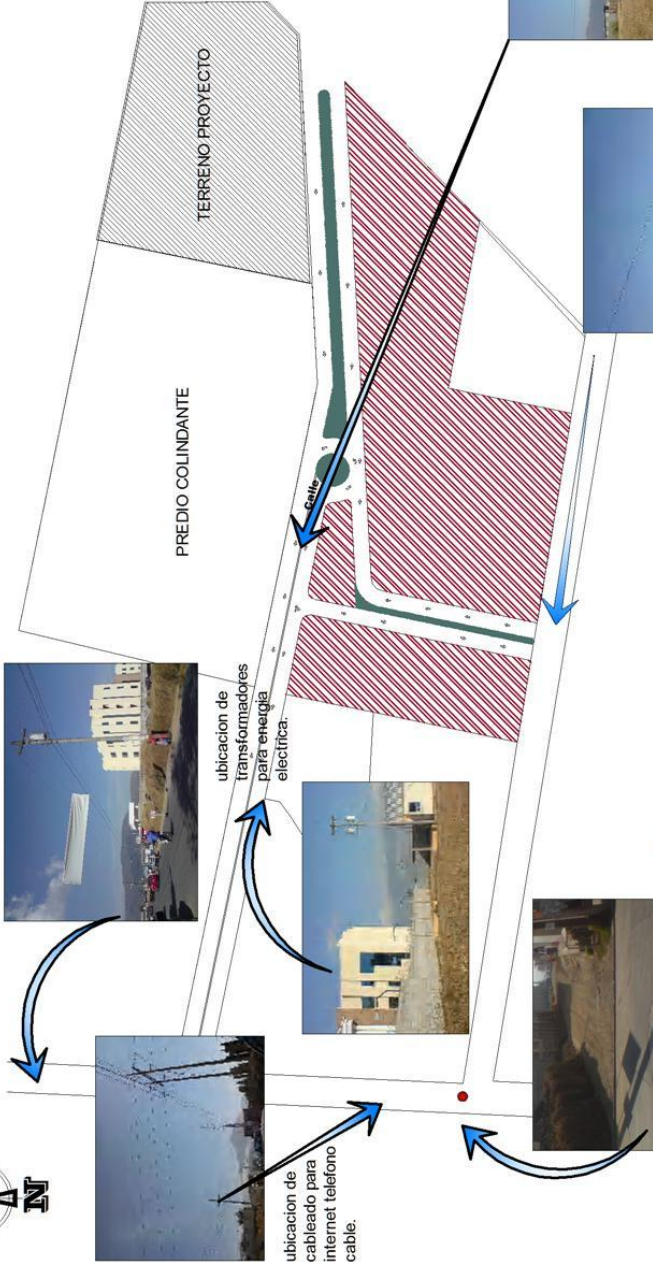 TERRENO PROYECTO
PREDIO COLINDANTE
Calle
ubicacion de
transformadores
para energia
electrica.
ubicacion de
cableado para
internet telefono
cable.
N